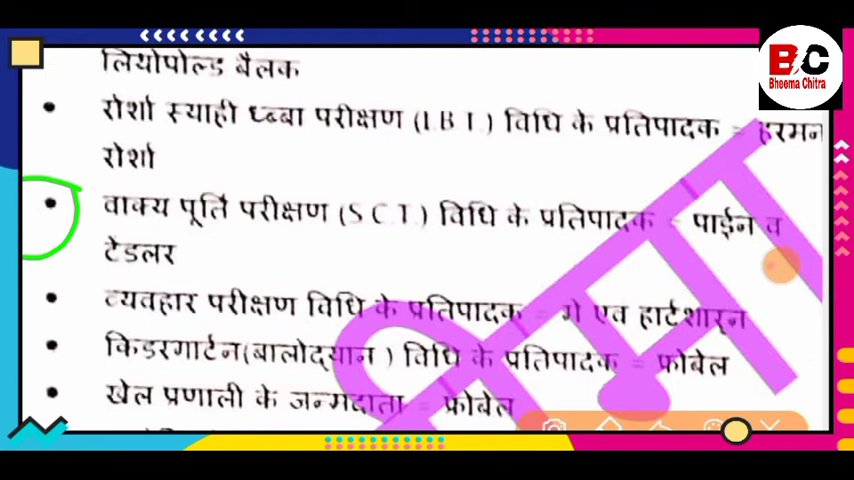 लियोपोल्ड बैलक
BC
Bheema Chitra
• रोर्शा स्याही ध्ब्बा परीक्षण (I.B.T.) विधि के प्रतिपादक = हरमन
रोर्शा
• वाक्य पूर्ति परीक्षण (S.C.T.) विधि के प्रतिपादक = पाईन व
टेंडलर
• व्यवहार परीक्षण विधि के प्रतिपादक = मे एवं हार्टशार्न
• किंडरगार्टन(बालोद्यान ) विधि के प्रतिपादक = फ्रोबेल
• खेल प्रणाली के जन्मदाता = फ्रोबेल